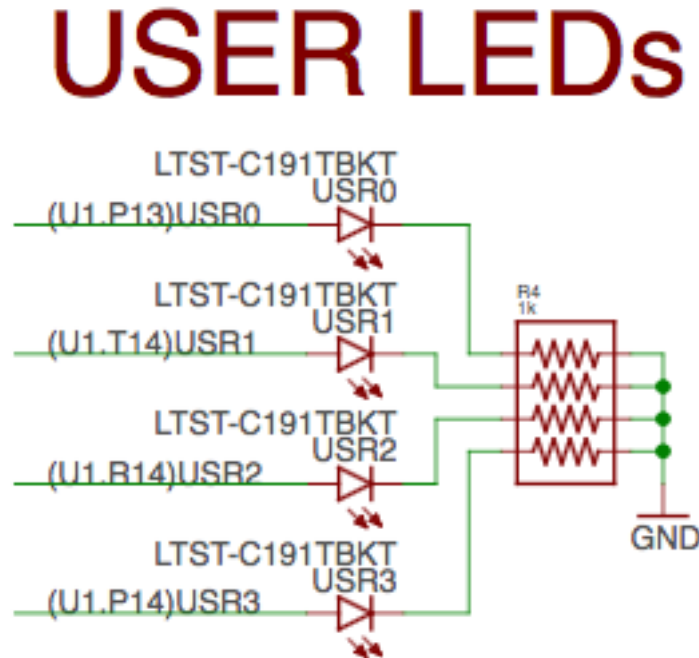 USER LEDs
LTST-C191TBKT
USR0
(U1.P13)USR0
LTST-C191TBKT
USR1
(U1.T14)USR1
R4
1k
LTST-C191TBKT
USR2
(U1.R14)USR2
GND
LTST-C191TBKT
USR3
(U1.P14)USR3